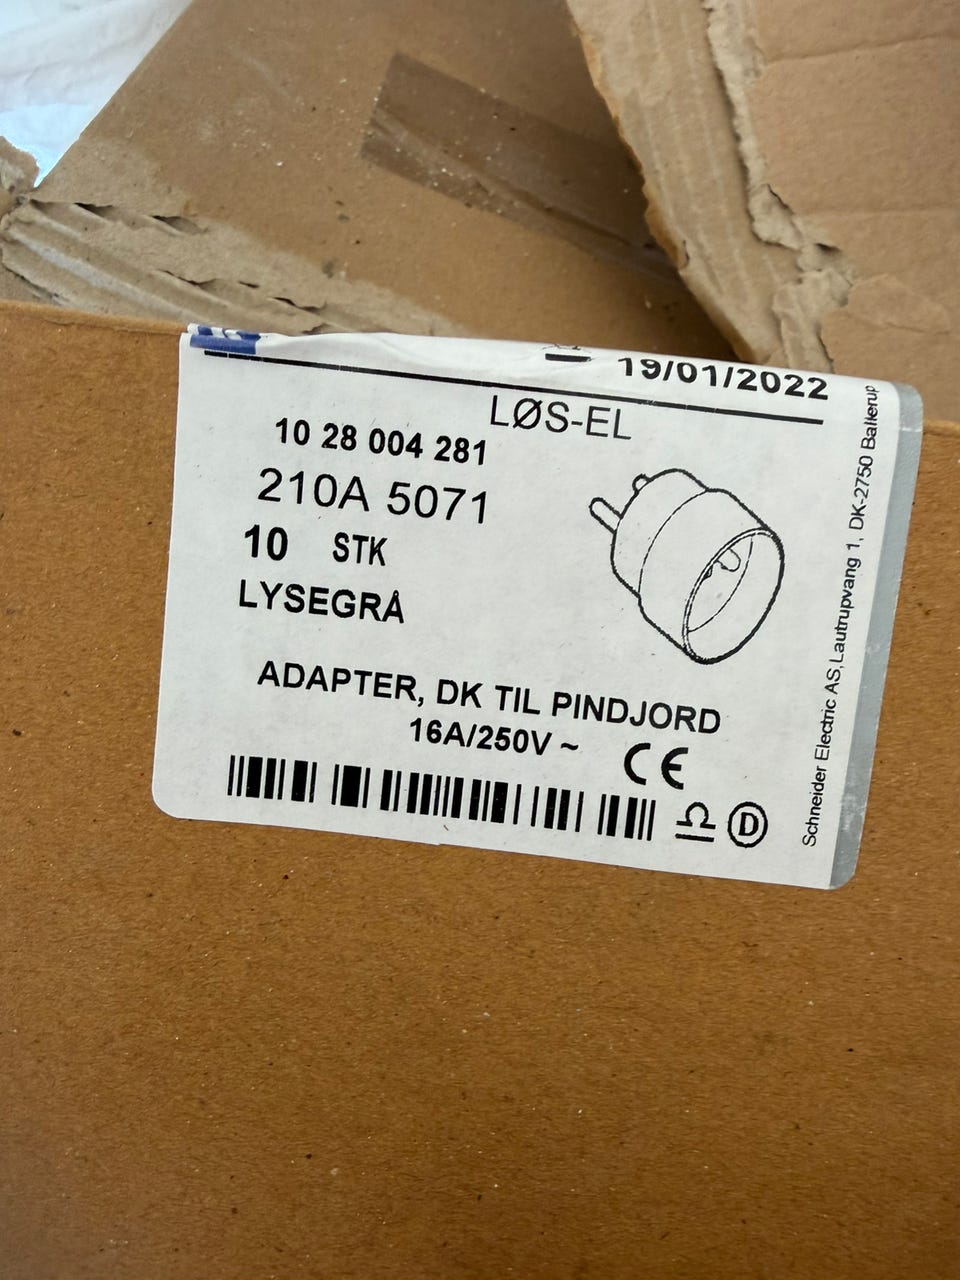 19/01/2022
LØS-EL
10 28 004 281
210A 5071
10 STK
LYSEGRÅ
ADAPTER, DK TIL PINDJORD
16A/250V ~
CE
D
Schneider Electric AS, Lautrupvang 1, DK-2750 Ballerup